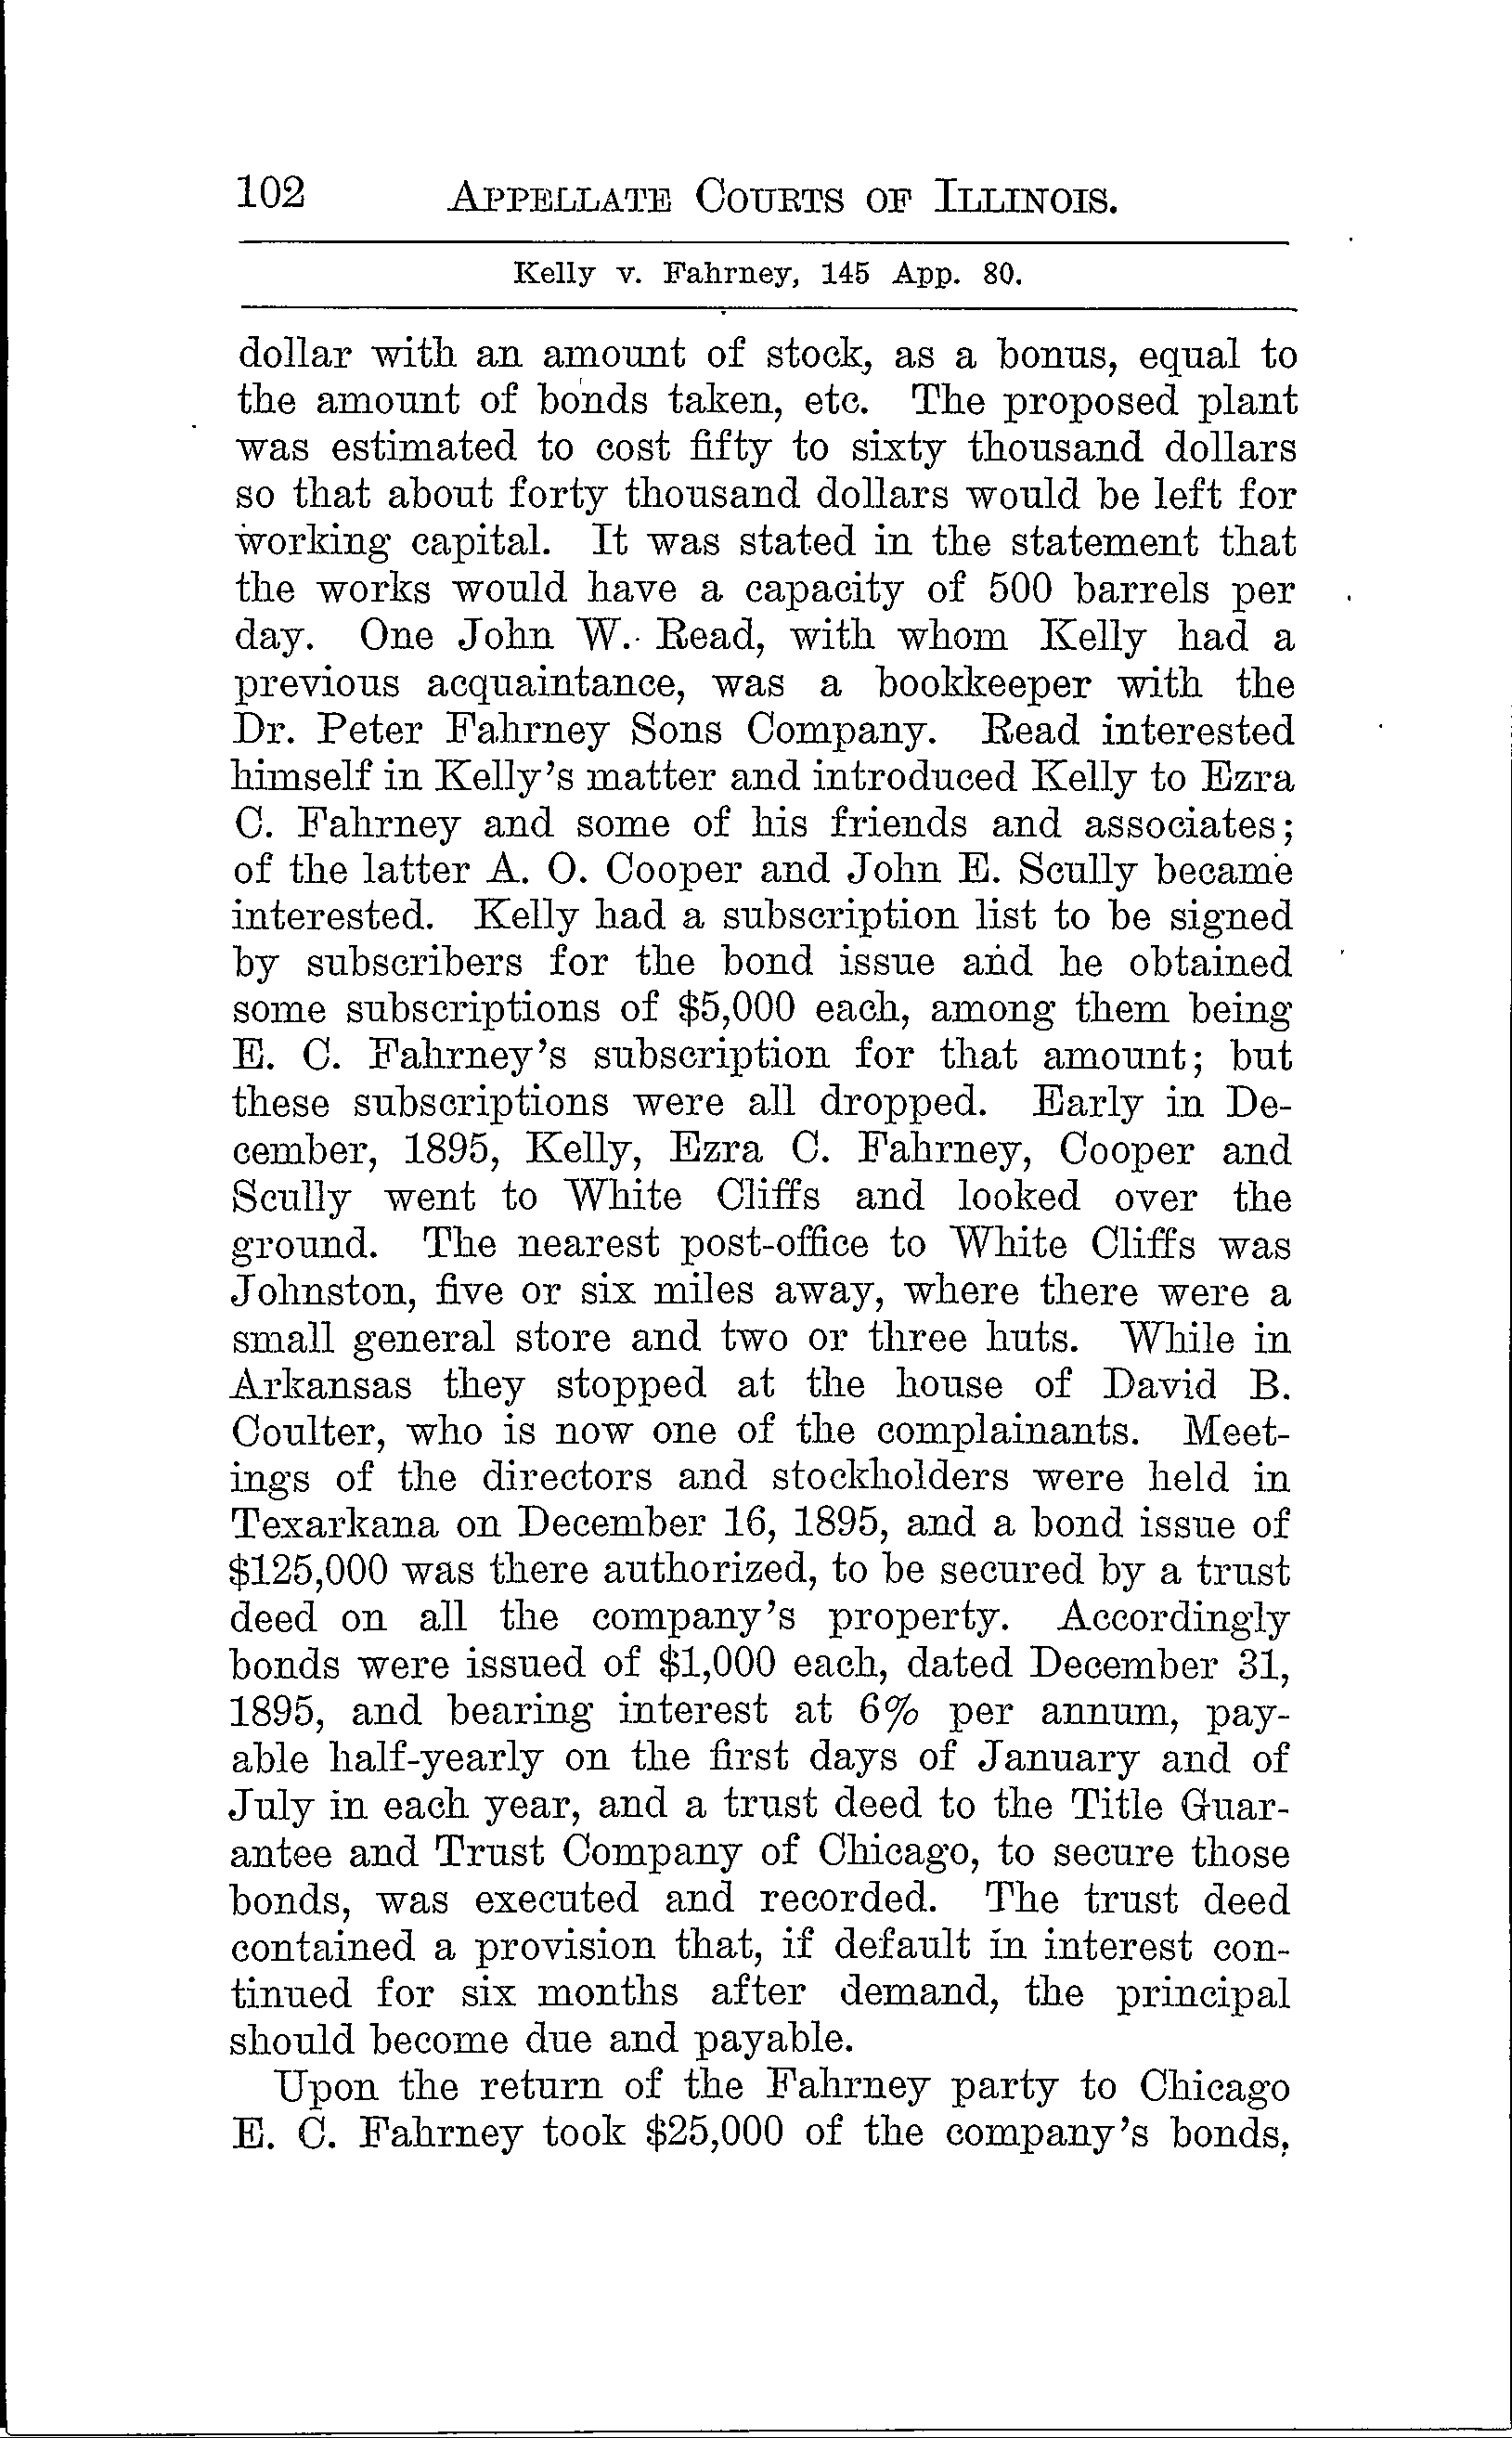 102 APPELLATE COURTS OF ILLINOIS.
Kelly v. Fahrney, 145 App. 80.
dollar with an amount of stock, as a bonus, equal to
the amount of bonds taken, etc. The proposed plant
was estimated to cost fifty to sixty thousand dollars
so that about forty thousand dollars would be left for
working capital. It was stated in the statement that
the works would have a capacity of 500 barrels per
day. One John W. Read, with whom Kelly had a
previous acquaintance, was a bookkeeper with the
Dr. Peter Fahrney Sons Company. Read interested
himself in Kelly's matter and introduced Kelly to Ezra
C. Fahrney and some of his friends and associates;
of the latter A. O. Cooper and John E. Scully became
interested. Kelly had a subscription list to be signed
by subscribers for the bond issue and he obtained
some subscriptions of $5,000 each, among them being
E. C. Fahrney's subscription for that amount; but
these subscriptions were all dropped. Early in De-
cember, 1895, Kelly, Ezra C. Fahrney, Cooper and
Scully went to White Cliffs and looked over the
ground. The nearest post-office to White Cliffs was
Johnston, five or six miles away, where there were a
small general store and two or three huts. While in
Arkansas they stopped at the house of David B.
Coulter, who is now one of the complainants. Meet-
ings of the directors and stockholders were held in
Texarkana on December 16, 1895, and a bond issue of
$125,000 was there authorized, to be secured by a trust
deed on all the company's property. Accordingly
bonds were issued of $1,000 each, dated December 31,
1895, and bearing interest at 6% per annum, pay-
able half-yearly on the first days of January and of
July in each year, and a trust deed to the Title Guar-
antee and Trust Company of Chicago, to secure those
bonds, was executed and recorded. The trust deed
contained a provision that, if default in interest con-
tinued for six months after demand, the principal
should become due and payable.
Upon the return of the Fahrney party to Chicago
E. C. Fahrney took $25,000 of the company's bonds,